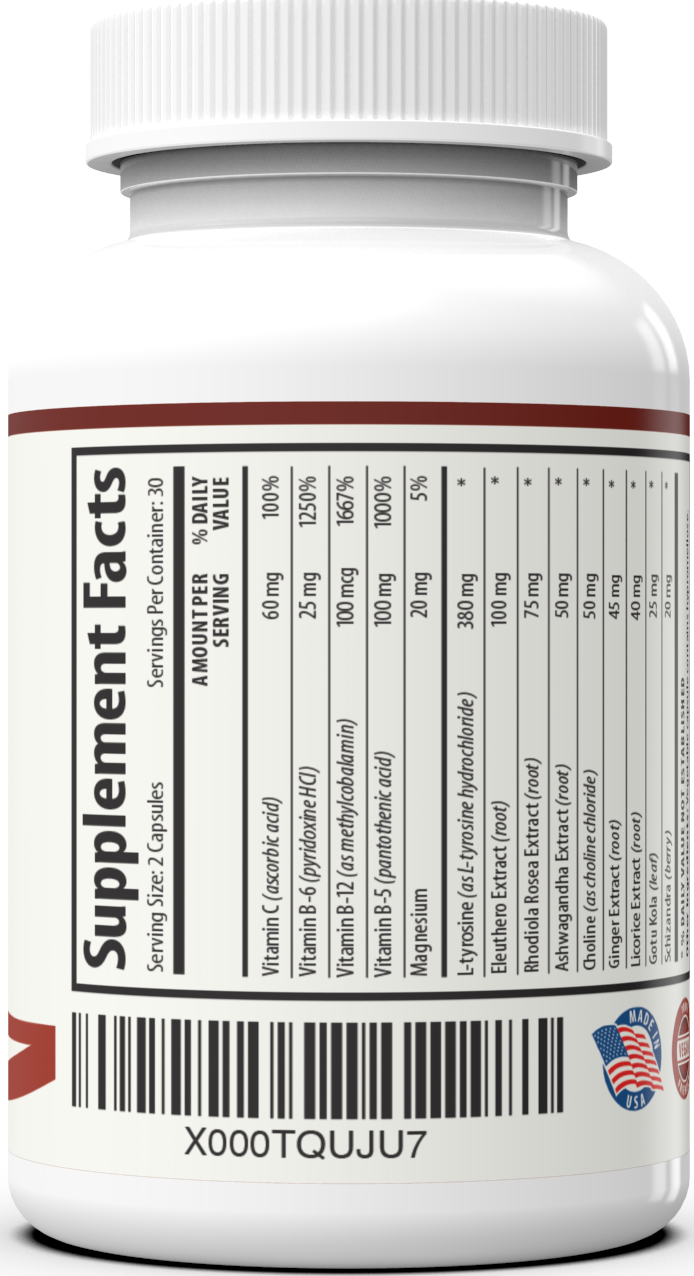 Supplement Facts
Serving Size: 2 Capsules Servings Per Container: 30
AMOUNT PER SERVING % DAILY VALUE
Vitamin C (ascorbic acid) 60 mg 100%
Vitamin B-6 (pyridoxine HCl) 25 mg 1250%
Vitamin B-12 (as methylcobalamin) 100 mcg 1667%
Vitamin B-5 (pantothenic acid) 100 mg 1000%
Magnesium 20 mg 5%
L-tyrosine (as L-tyrosine hydrochloride) 380 mg *
Eleuthero Extract (root) 100 mg *
Rhodiola Rosea Extract (root) 75 mg *
Ashwagandha Extract (root) 50 mg *
Choline (as choline chloride) 50 mg *
Ginger Extract (root) 45 mg *
Licorice Extract (root) 40 mg *
Gotu Kola (leaf) 25 mg *
Schizandra (berry) 20 mg *
* % DAILY VALUE NOT ESTABLISHED
X000TQUJU7
MADE IN
USA